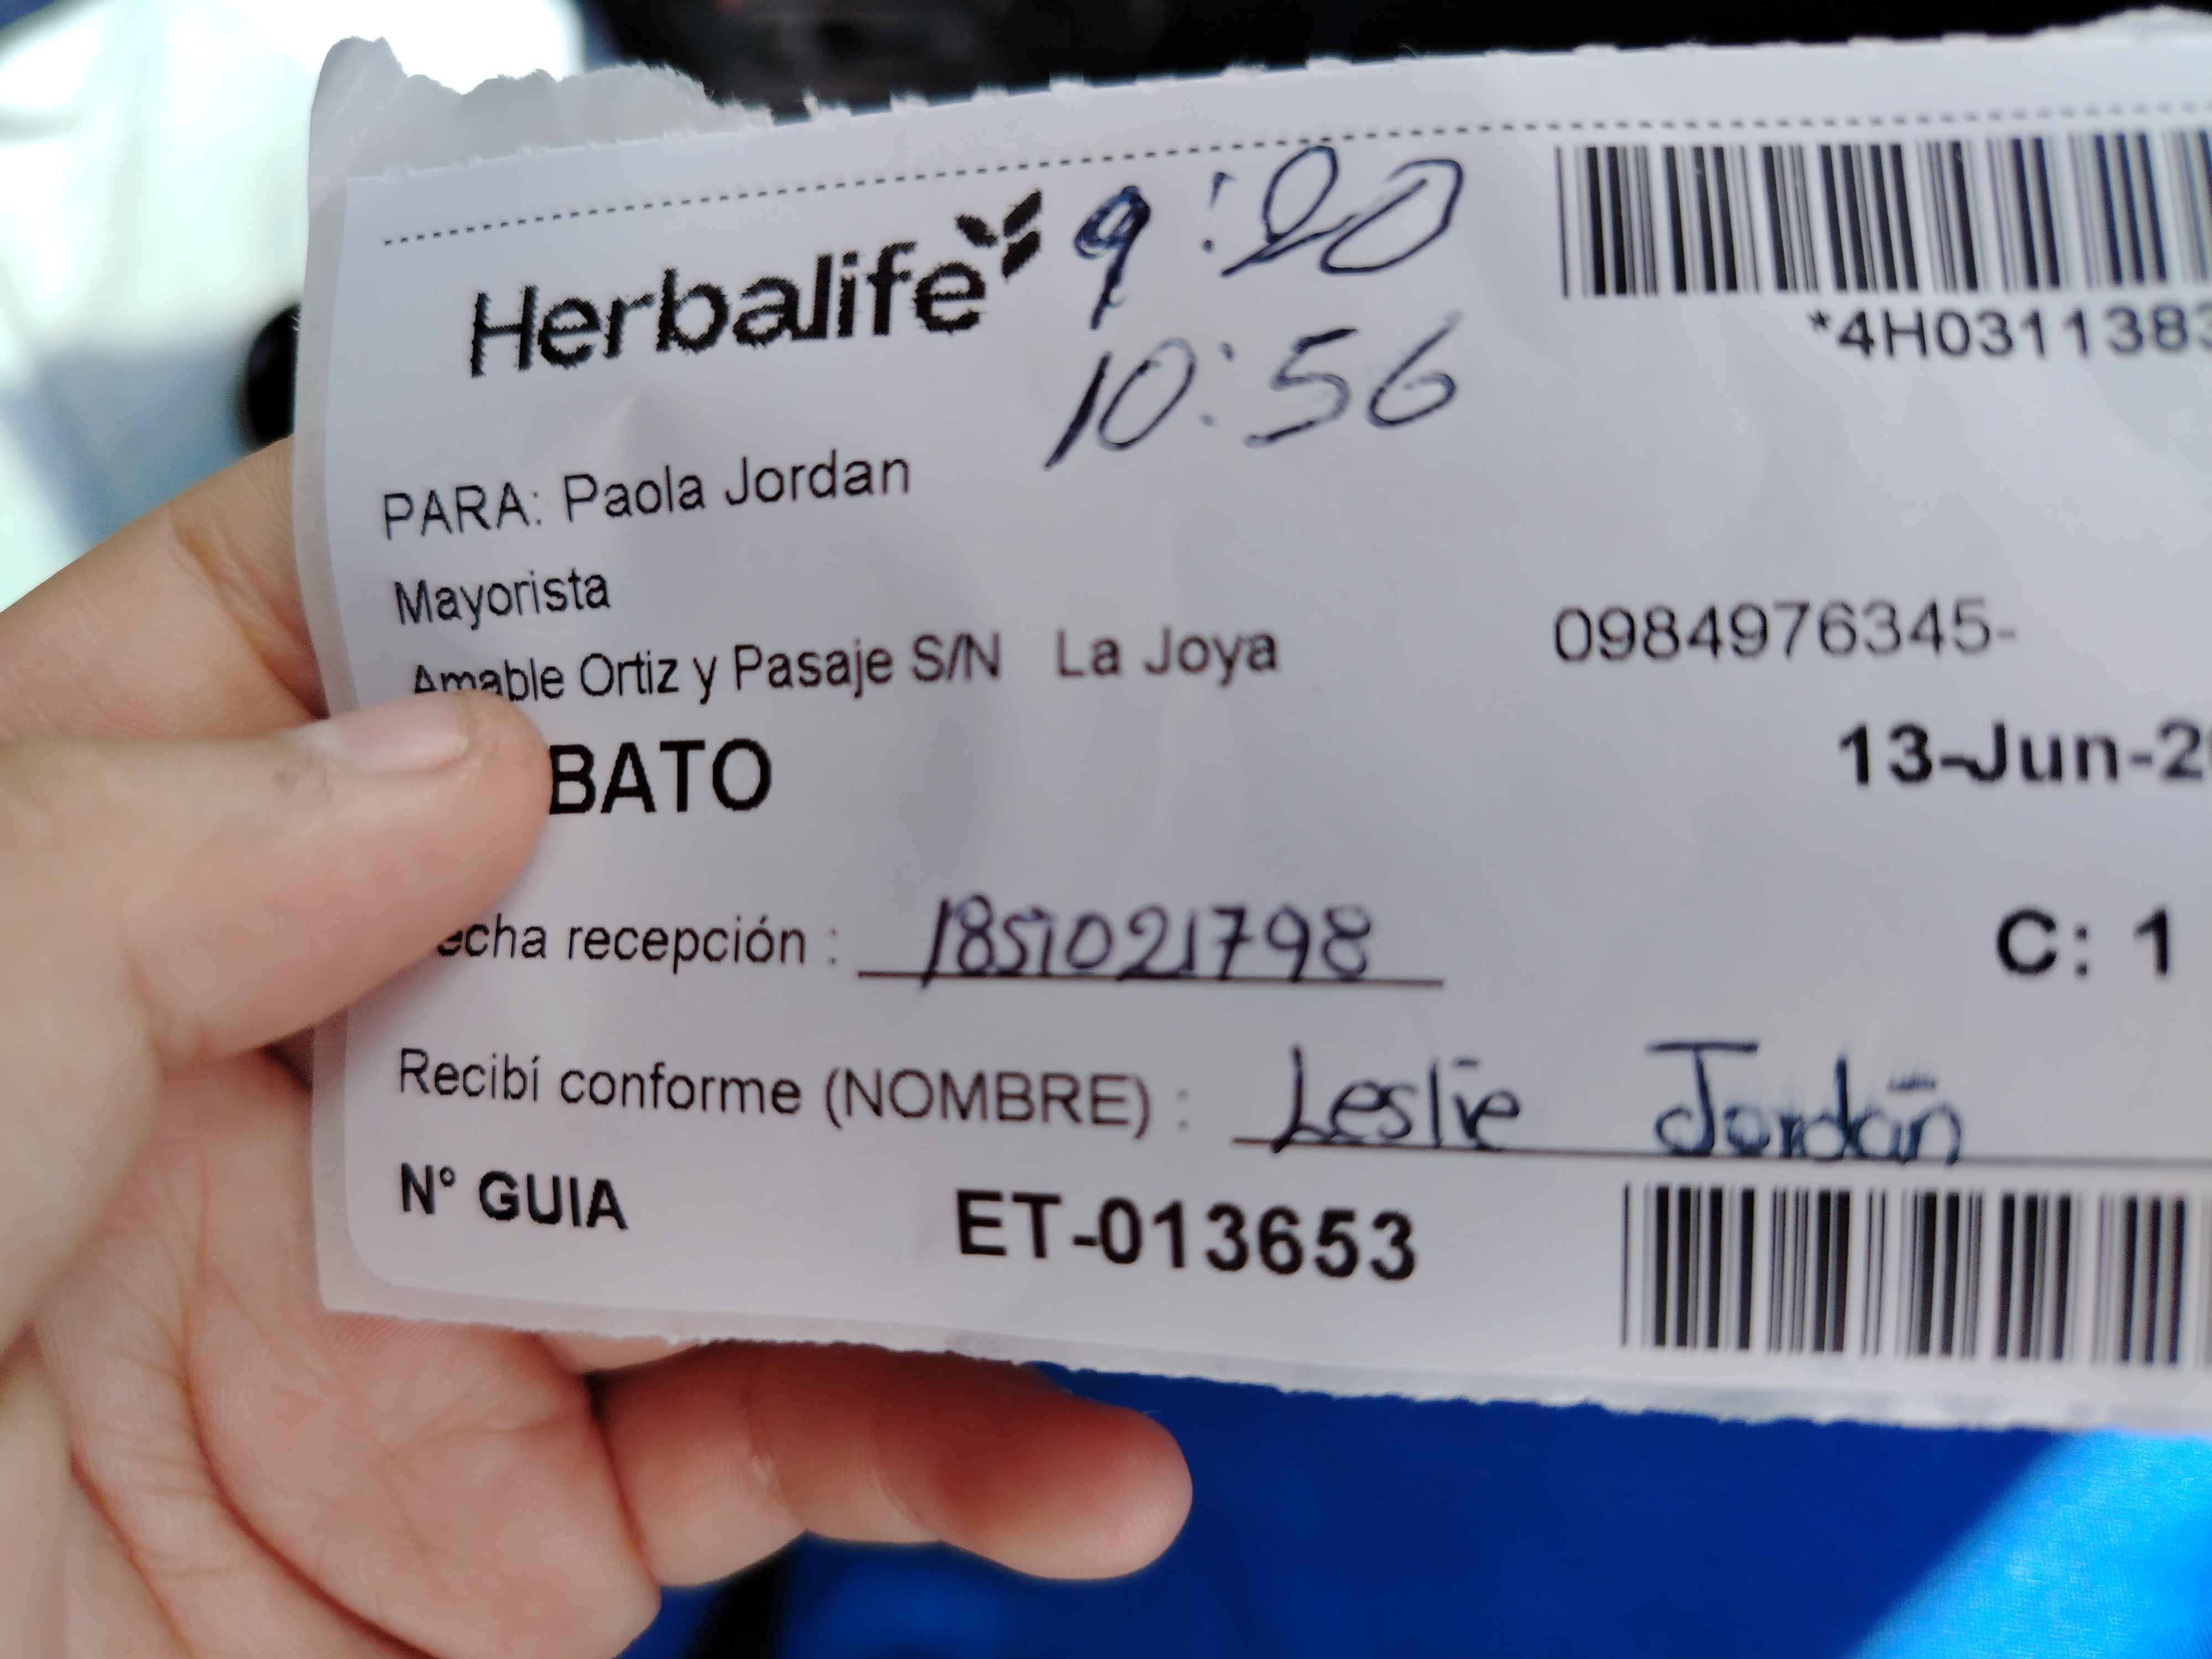 Herbalife 9:20
10:56
*4H0311383
PARA: Paola Jordan
Mayorista
Amable Ortiz y Pasaje S/N La Joya 0984976345-
BATO 13-Jun-2
echa recepción : 1851021798
C: 1
Recibí conforme (NOMBRE) : Leslie Jordán
N° GUIA ET-013653